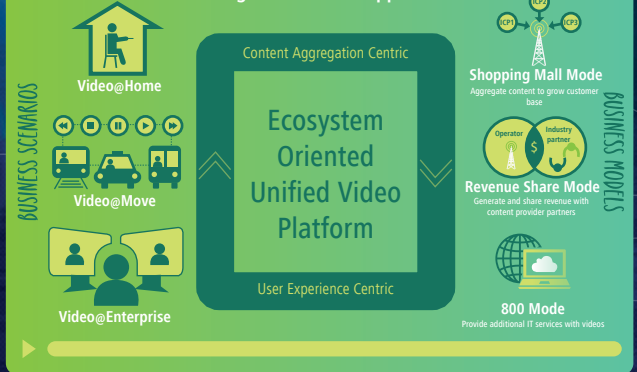 BUSINESS SCENARIOS
Video@Home
Video@Move
Video@Enterprise
Content Aggregation Centric
Ecosystem
Oriented
Unified Video
Platform
User Experience Centric
ICP2
ICP1
ICP3
Shopping Mall Mode
Aggregate content to grow customer
base
Operator
$
Industry
partner
Revenue Share Mode
Generate and share revenue with
content provider partners
800 Mode
Provide additional IT services with videos
BUSINESS MODELS